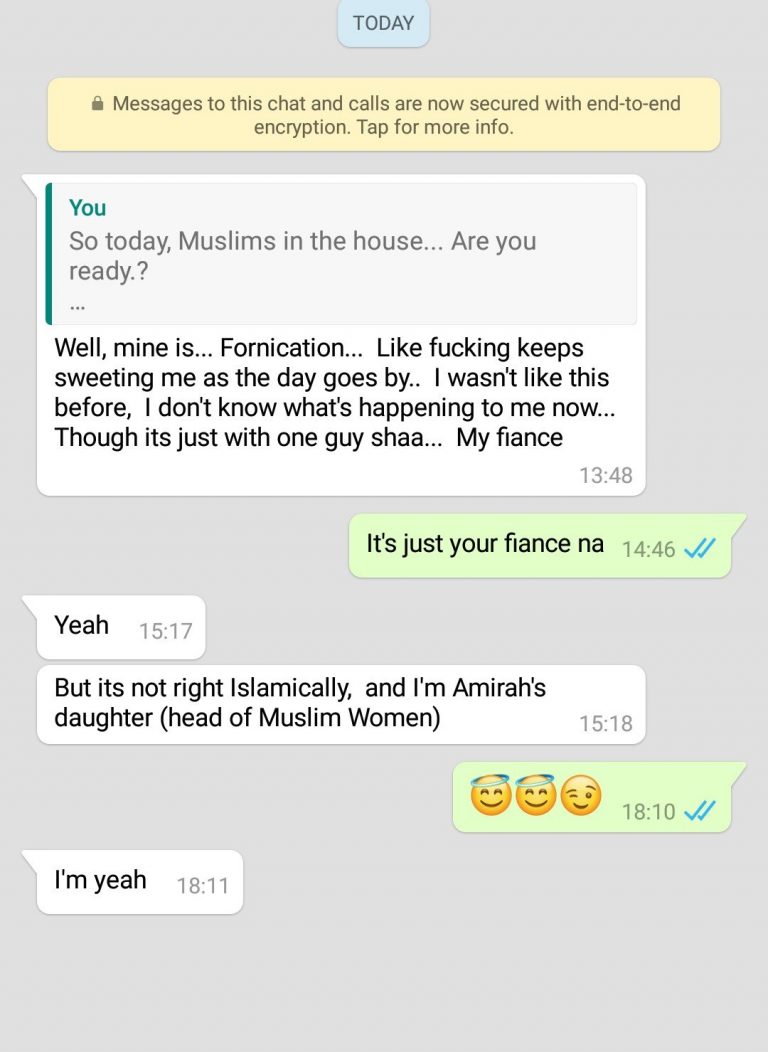 TODAY
Messages to this chat and calls are now secured with end-to-end
encryption. Tap for more info.
You
So today, Muslims in the house... Are you
ready.?
...
Well, mine is... Fornication... Like fucking keeps
sweeting me as the day goes by.. I wasn't like this
before, I don't know what's happening to me now...
Though its just with one guy shaa... My fiance
13:48
It's just your fiance na 14:46
Yeah 15:17
But its not right Islamically, and I'm Amirah's
daughter (head of Muslim Women) 15:18
😇😇😉 18:10
I'm yeah 18:11